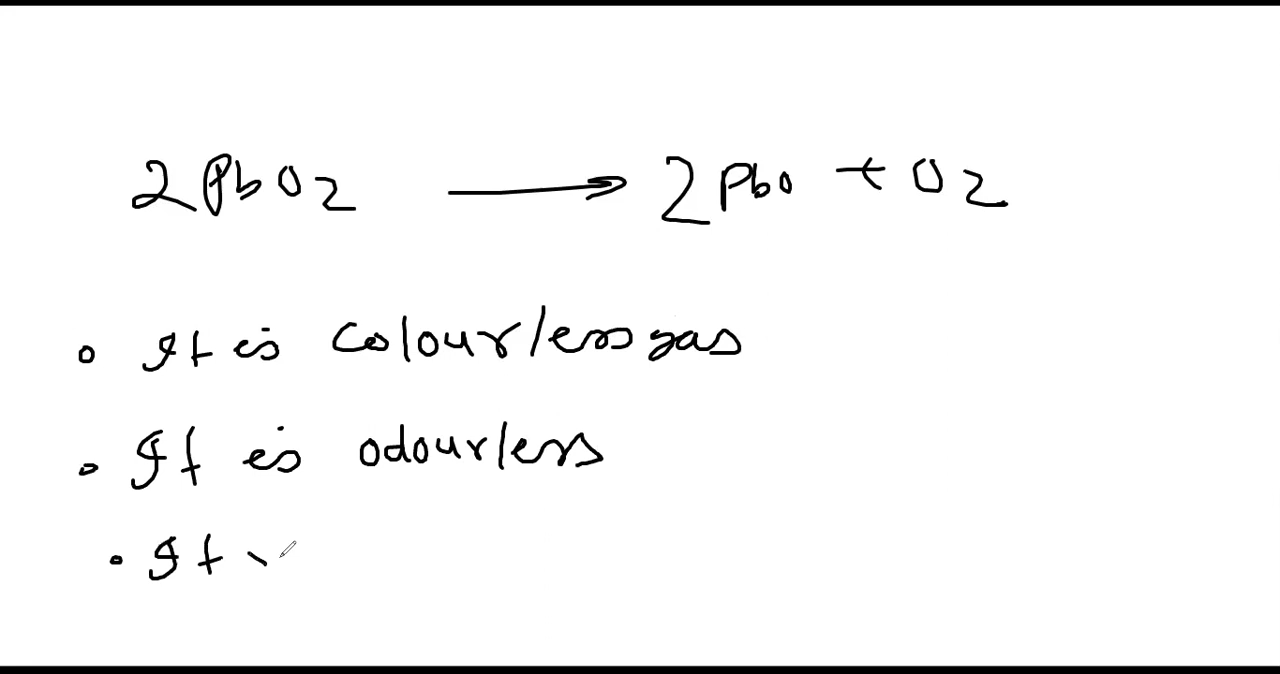 2PbO2 → 2PbO + O2
• It is colourless gas
• It is odourless
• It